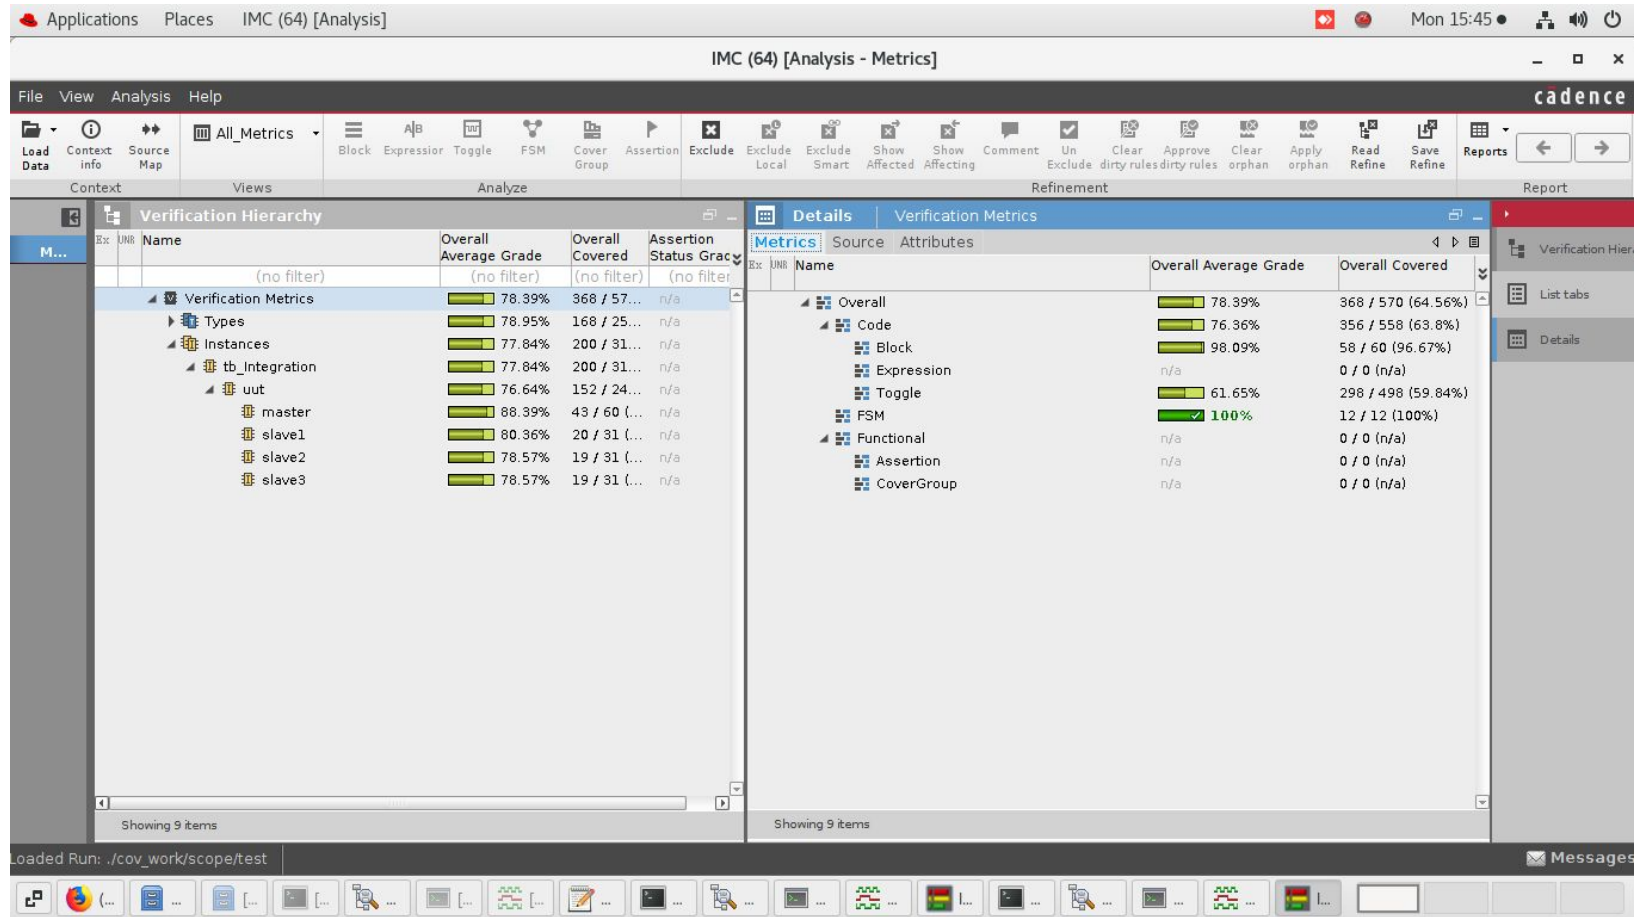 Applications Places IMC (64) [Analysis] Mon 15:45
IMC (64) [Analysis - Metrics]
File View Analysis Help cādence
Load Data Context info Source Map All_Metrics Block Expressior Toggle FSM Cover Group Assertion Exclude Exclude Local Exclude Smart Show Affected Show Affecting Comment Un Exclude Clear dirty rules Approve dirty rules Clear orphan Apply orphan Read Refine Save Refine Reports
Context Views Analyze Refinement Report
M...
Verification Hierarchy
Ex UNR Name Overall Average Grade Overall Covered Assertion Status Grac
(no filter) (no filter) (no filter) (no filter
Verification Metrics 78.39% 368 / 57... n/a
Types 78.95% 168 / 25... n/a
Instances 77.84% 200 / 31... n/a
tb_Integration 77.84% 200 / 31... n/a
uut 76.64% 152 / 24... n/a
master 88.39% 43 / 60 (... n/a
slave1 80.36% 20 / 31 (... n/a
slave2 78.57% 19 / 31 (... n/a
slave3 78.57% 19 / 31 (... n/a
Showing 9 items
Details Verification Metrics
Metrics Source Attributes
Ex UNR Name Overall Average Grade Overall Covered
Overall 78.39% 368 / 570 (64.56%)
Code 76.36% 356 / 558 (63.8%)
Block 98.09% 58 / 60 (96.67%)
Expression n/a 0 / 0 (n/a)
Toggle 61.65% 298 / 498 (59.84%)
FSM 100% 12 / 12 (100%)
Functional n/a 0 / 0 (n/a)
Assertion n/a 0 / 0 (n/a)
CoverGroup n/a 0 / 0 (n/a)
Showing 9 items
Verification Hier
List tabs
Details
Loaded Run: ./cov_work/scope/test Messages
(... ... [... [... ... [... [... ... ... ... ... ... I... ... ... ... ... I...